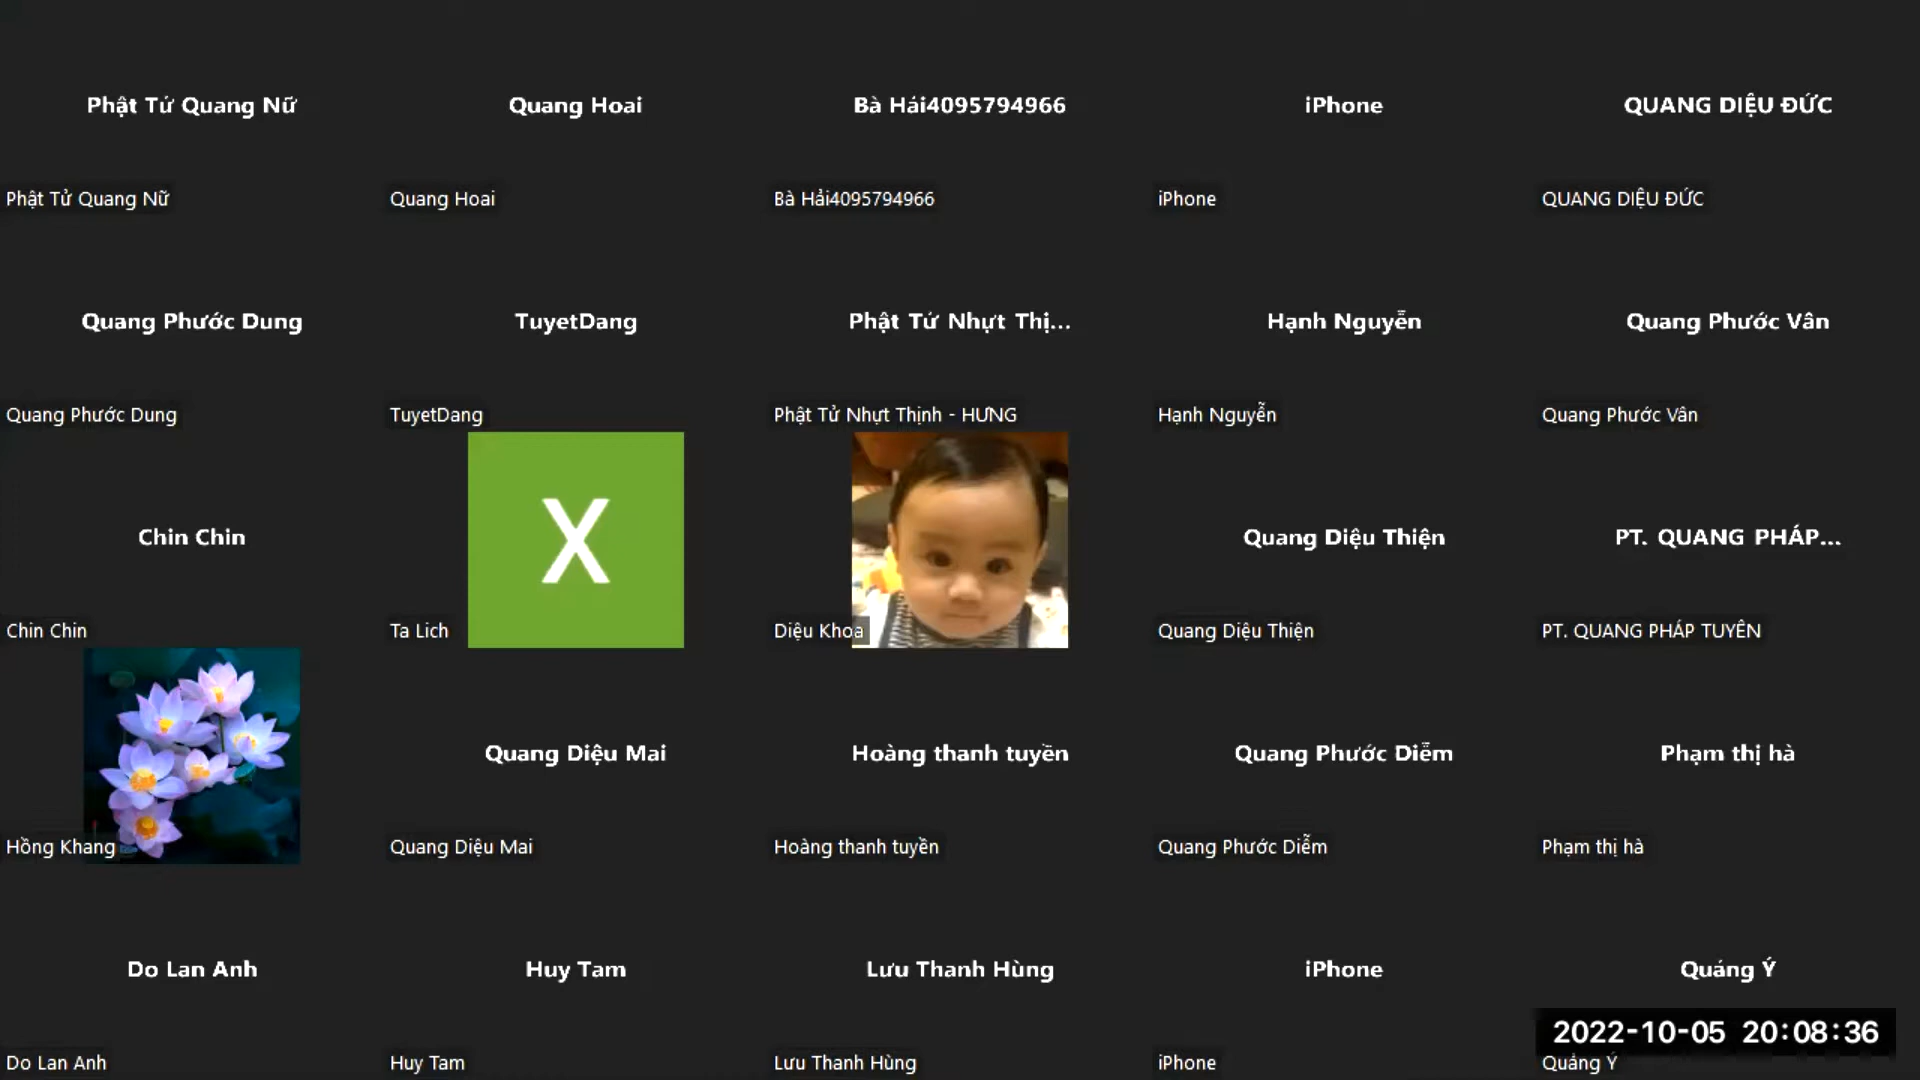 Phật Tử Quang Nữ
Quang Hoai
Bà Hải4095794966
iPhone
QUANG DIỆU ĐỨC
Phật Tử Quang Nữ
Quang Hoai
Bà Hải4095794966
iPhone
QUANG DIỆU ĐỨC
Quang Phước Dung
TuyetDang
Phật Tử Nhựt Thị...
Hạnh Nguyễn
Quang Phước Vân
Quang Phước Dung
TuyetDang
Phật Tử Nhựt Thịnh - HƯNG
Hạnh Nguyễn
Quang Phước Vân
Chin Chin
X
Quang Diệu Thiện
PT. QUANG PHÁP...
Chin Chin
Ta Lich
Diệu Khoa
Quang Diệu Thiện
PT. QUANG PHÁP TUYÊN
Quang Diệu Mai
Hoàng thanh tuyền
Quang Phước Diễm
Phạm thị hà
Hồng Khang
Quang Diệu Mai
Hoàng thanh tuyền
Quang Phước Diễm
Phạm thị hà
Do Lan Anh
Huy Tam
Lưu Thanh Hùng
iPhone
Quảng Ý
2022-10-05 20:08:36
Do Lan Anh
Huy Tam
Lưu Thanh Hùng
iPhone
Quảng Ý